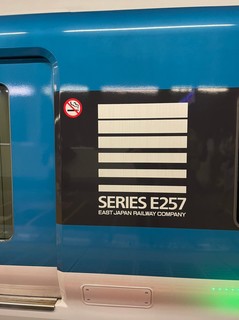 SERIES E257
EAST JAPAN RAILWAY COMPANY